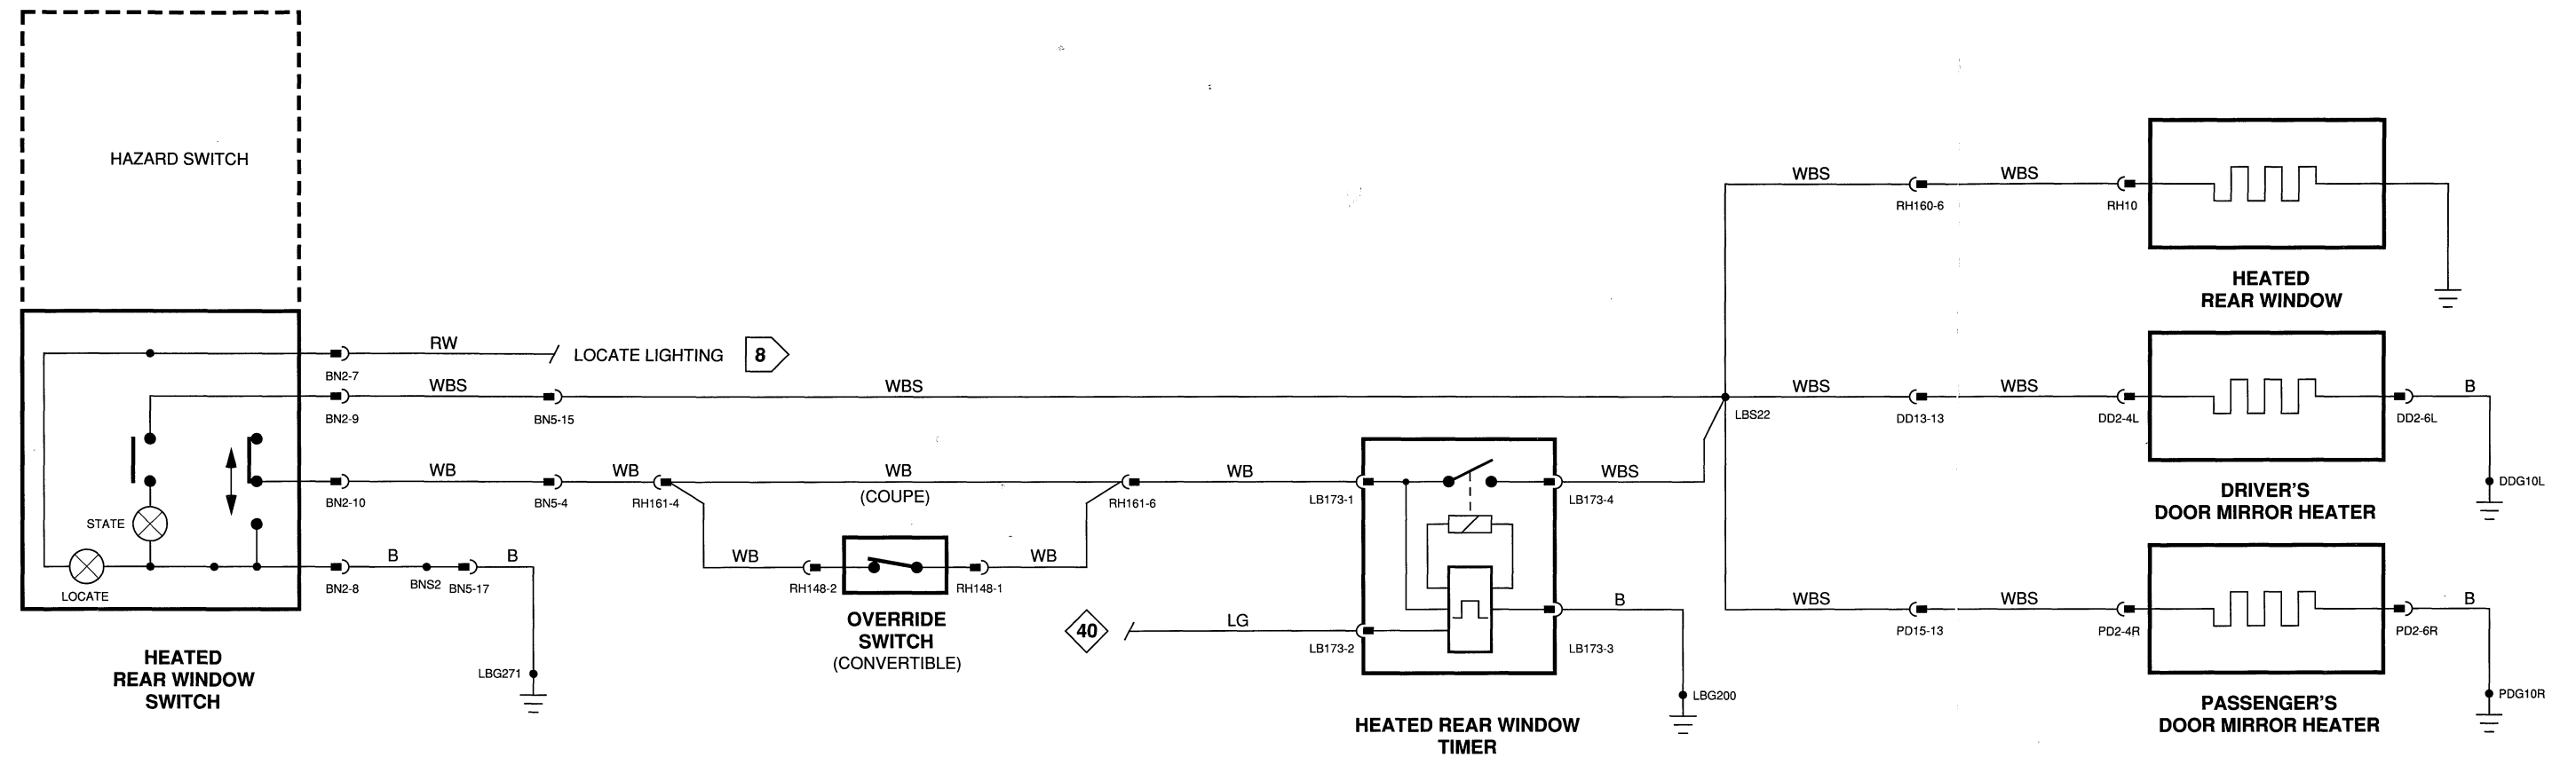 HAZARD SWITCH
WBS
WBS
RH160-6
RH10
HEATED
REAR WINDOW
RW
LOCATE LIGHTING
8
BN2-7
WBS
WBS
WBS
WBS
B
BN2-9
BN5-15
LBS22
DD13-13
DD2-4L
DD2-6L
WB
WB
WB
(COUPE)
WB
WBS
BN2-10
BN5-4
RH161-4
RH161-6
LB173-1
LB173-4
DDG10L
DRIVER'S
DOOR MIRROR HEATER
STATE
LOCATE
B
B
BN2-8
BNS2
BN5-17
WB
WB
RH148-2
RH148-1
OVERRIDE
SWITCH
(CONVERTIBLE)
40
LG
LB173-2
B
LB173-3
WBS
WBS
B
PD15-13
PD2-4R
PD2-6R
LBG271
LBG200
PDG10R
HEATED
REAR WINDOW
SWITCH
HEATED REAR WINDOW
TIMER
PASSENGER'S
DOOR MIRROR HEATER